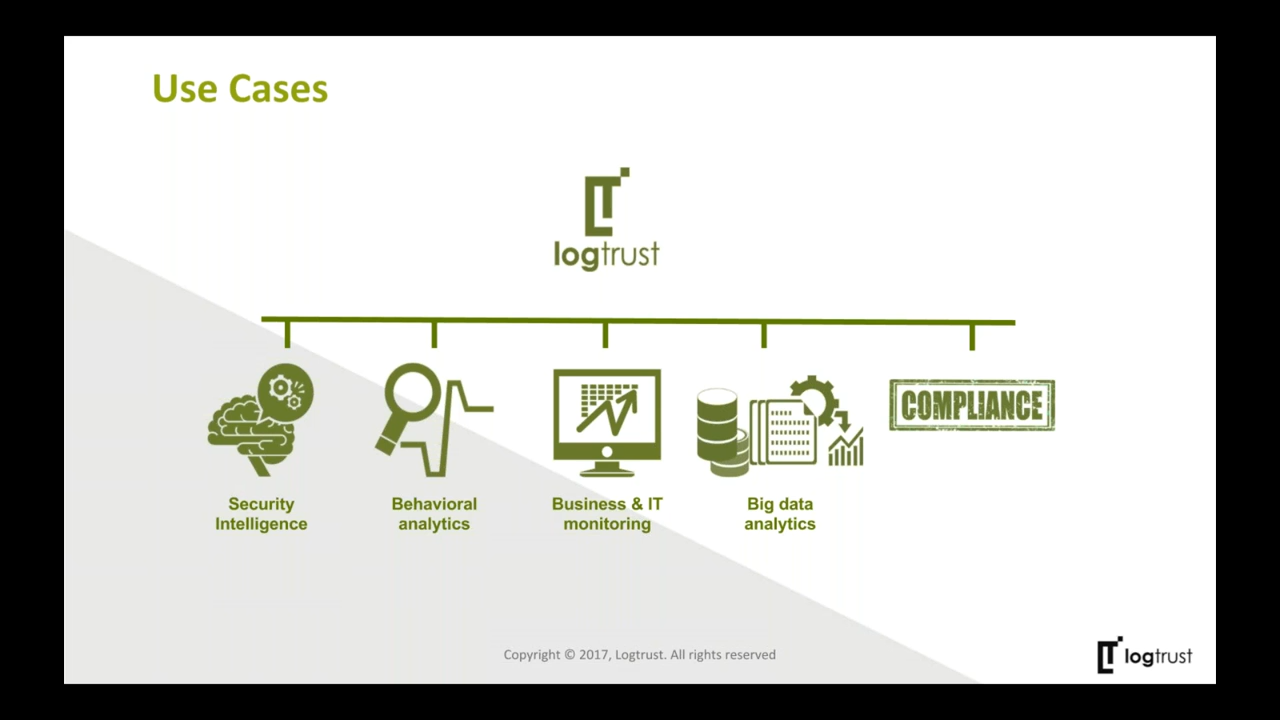 Use Cases
logtrust
COMPLIANCE
Security
Intelligence
Behavioral
analytics
Business & IT
monitoring
Big data
analytics
Copyright © 2017, Logtrust. All rights reserved
logtrust